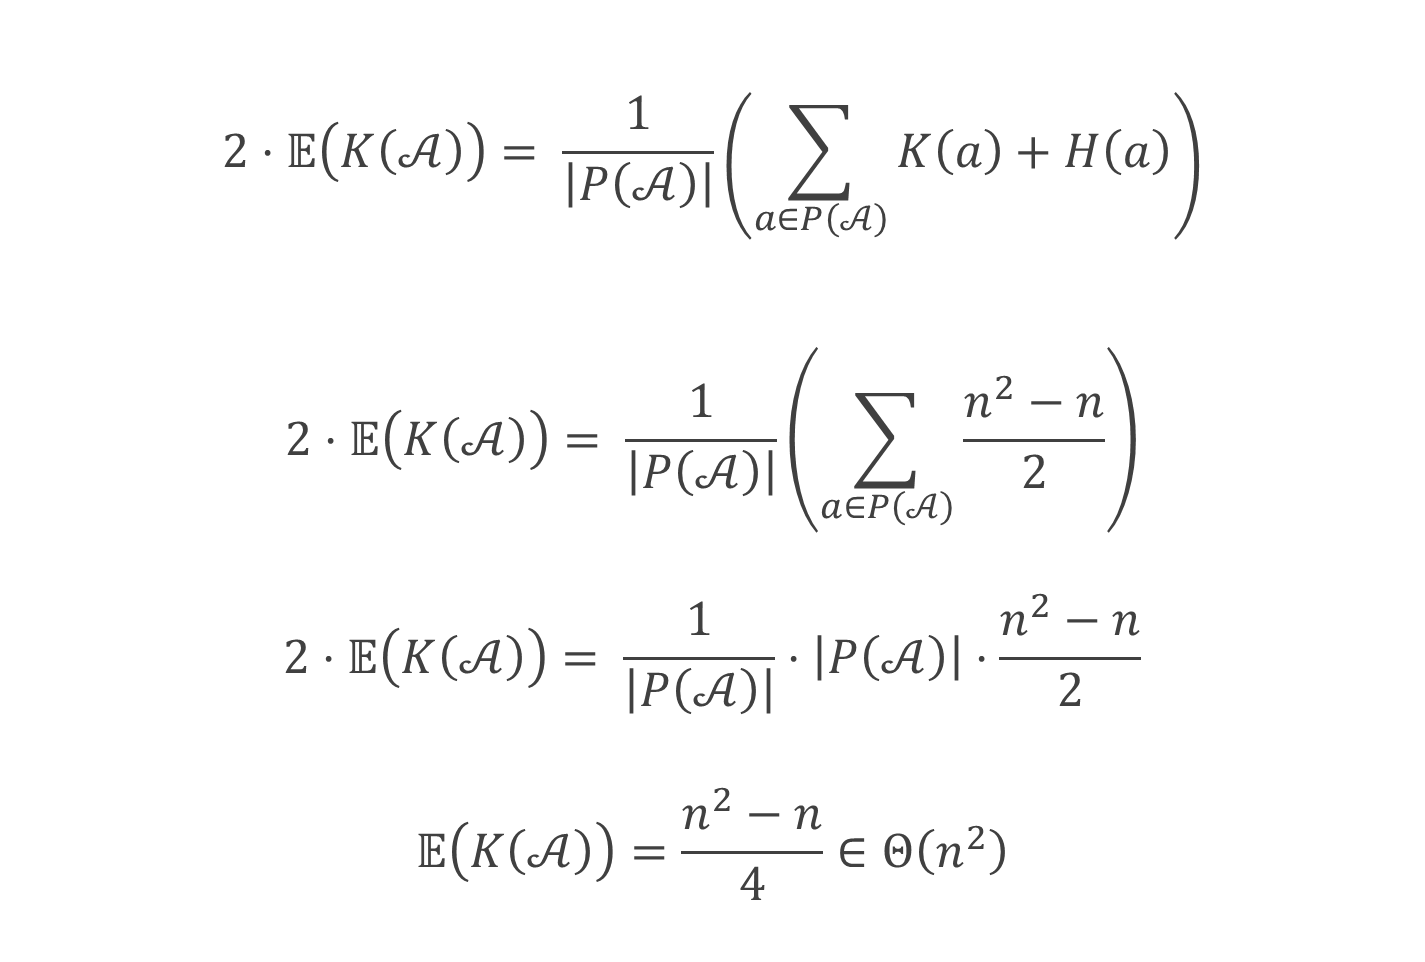 2 · 𝔼(K(𝒜)) = 1/|P(𝒜)| (∑_{a∈P(𝒜)} K(a) + H(a))
2 · 𝔼(K(𝒜)) = 1/|P(𝒜)| (∑_{a∈P(𝒜)} (n² − n)/2)
2 · 𝔼(K(𝒜)) = 1/|P(𝒜)| · |P(𝒜)| · (n² − n)/2
𝔼(K(𝒜)) = (n² − n)/4 ∈ Θ(n²)